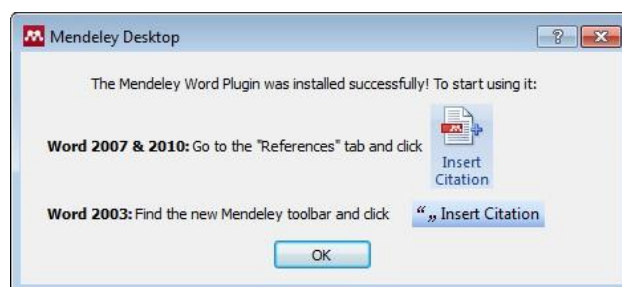 Mendeley Desktop
The Mendeley Word Plugin was installed successfully! To start using it:
Word 2007 & 2010: Go to the "References" tab and click
Insert
Citation
Word 2003: Find the new Mendeley toolbar and click “„ Insert Citation
OK